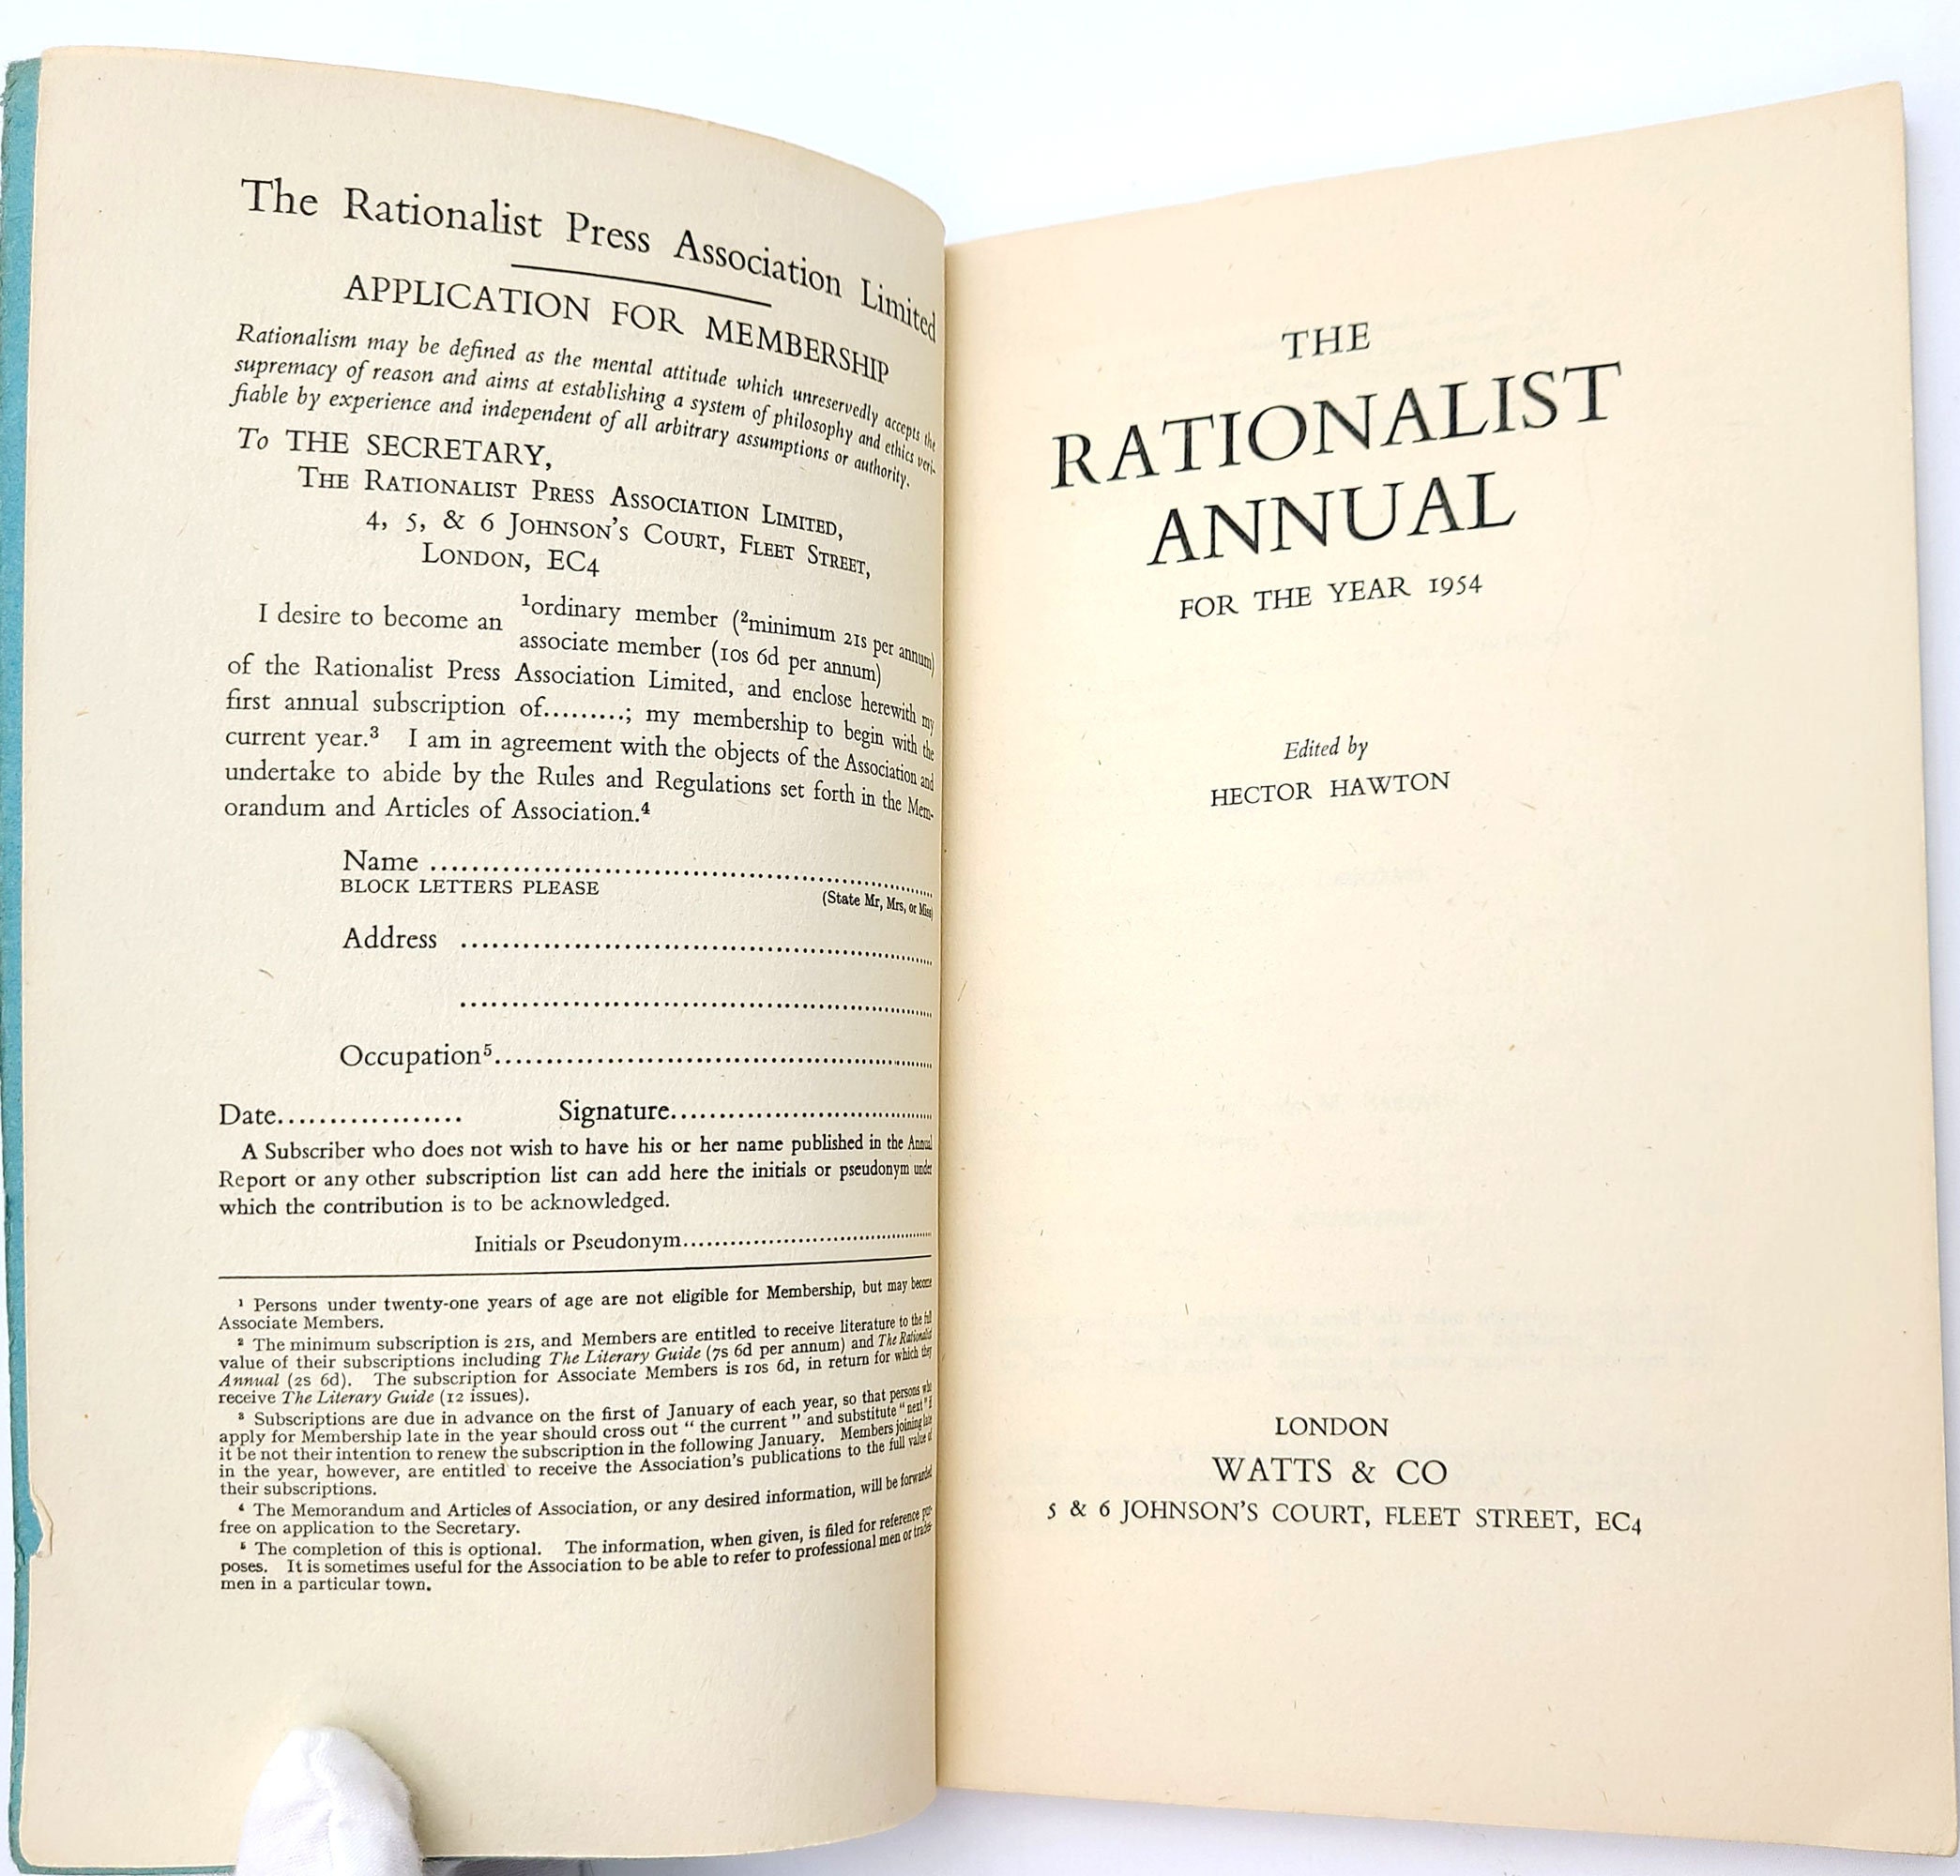 The Rationalist Press Association Limited
APPLICATION FOR MEMBERSHIP
Rationalism may be defined as the mental attitude which unreservedly accepts the
supremacy of reason and aims at establishing a system of philosophy and ethics veri-
fiable by experience and independent of all arbitrary assumptions or authority.
To THE SECRETARY,
THE RATIONALIST PRESS ASSOCIATION LIMITED,
4, 5, & 6 JOHNSON'S COURT, FLEET STREET,
LONDON, EC4
¹ordinary member (²minimum 21s per annum)
I desire to become an
associate member (10s 6d per annum)
of the Rationalist Press Association Limited, and enclose herewith my
first annual subscription of.........; my membership to begin with the
current year.³ I am in agreement with the objects of the Association and
undertake to abide by the Rules and Regulations set forth in the Mem-
orandum and Articles of Association.⁴
Name ..........................................................
BLOCK LETTERS PLEASE (State Mr, Mrs, or Miss)
Address ......................................................
......................................................
Occupation⁵..................................................
Date.................. Signature..............................
A Subscriber who does not wish to have his or her name published in the Annual
Report or any other subscription list can add here the initials or pseudonym under
which the contribution is to be acknowledged.
Initials or Pseudonym......................................
¹ Persons under twenty-one years of age are not eligible for Membership, but may become
Associate Members.
² The minimum subscription is 21s, and Members are entitled to receive literature to the full
value of their subscriptions including The Literary Guide (7s 6d per annum) and The Rationalist
Annual (2s 6d). The subscription for Associate Members is 10s 6d, in return for which they
receive The Literary Guide (12 issues).
³ Subscriptions are due in advance on the first of January of each year, so that persons who
apply for Membership late in the year should cross out " the current " and substitute " next " if
it be not their intention to renew the subscription in the following January. Members joining late
in the year, however, are entitled to receive the Association's publications to the full value of
their subscriptions.
⁴ The Memorandum and Articles of Association, or any desired information, will be forwarded
free on application to the Secretary.
⁵ The completion of this is optional. The information, when given, is filed for reference pur-
poses. It is sometimes useful for the Association to be able to refer to professional men or trades-
men in a particular town.
THE
RATIONALIST
ANNUAL
FOR THE YEAR 1954
Edited by
HECTOR HAWTON
LONDON
WATTS & CO
5 & 6 JOHNSON'S COURT, FLEET STREET, EC4